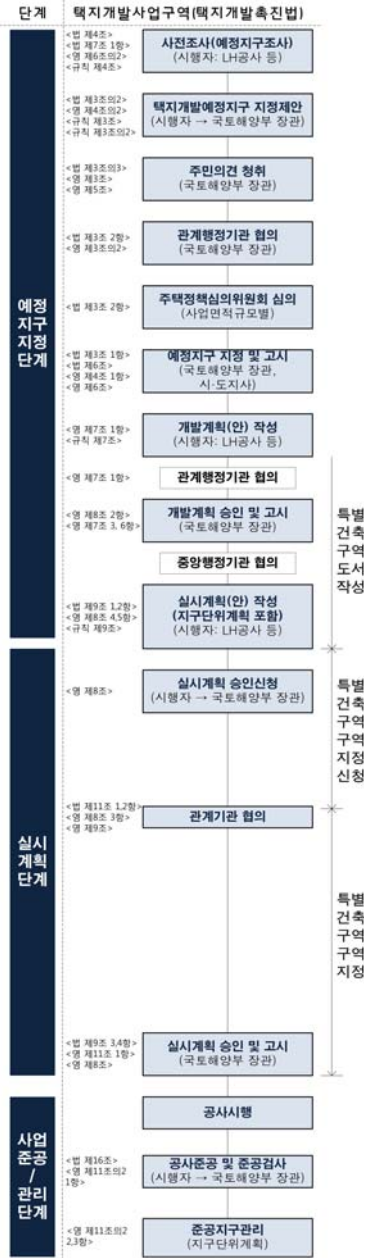 단계
택지개발사업구역(택지개발촉진법)
예정
지구
지정
단계
<법 제4조>
<법 제7조 1항>
<영 제6조의2>
<규칙 제4조>
사전조사(예정지구조사)
(시행자: LH공사 등)
<법 제3조의2>
<영 제4조의2>
<규칙 제3조>
<규칙 제3조의2>
택지개발예정지구 지정제안
(시행자 → 국토해양부 장관)
<법 제3조의3>
<영 제3조>
<영 제5조>
주민의견 청취
(국토해양부 장관)
<법 제3조 2항>
<영 제3조의2>
관계행정기관 협의
(국토해양부 장관)
<법 제3조 2항>
주택정책심의위원회 심의
(사업면적규모별)
<법 제3조 1항>
<법 제6조>
<영 제4조 1항>
<영 제6조>
예정지구 지정 및 고시
(국토해양부 장관,
시·도지사)
<영 제7조 1항>
<규칙 제7조>
개발계획(안) 작성
(시행자: LH공사 등)
<영 제7조 1항>
관계행정기관 협의
<영 제8조 2항>
<영 제7조 3, 6항>
개발계획 승인 및 고시
(국토해양부 장관)
중앙행정기관 협의
<법 제9조 1,2항>
<영 제8조 4,5항>
<규칙 제9조>
실시계획(안) 작성
(지구단위계획 포함)
(시행자: LH공사 등)
특별
건축
구역
도서
작성
실시
계획
단계
<영 제8조>
실시계획 승인신청
(시행자 → 국토해양부 장관)
특별
건축
구역
구역
지정
신청
<법 제11조 1,2항>
<영 제8조 3항>
<영 제9조>
관계기관 협의
특별
건축
구역
구역
지정
<법 제9조 3,4항>
<영 제11조 1항>
<영 제8조>
실시계획 승인 및 고시
(국토해양부 장관)
사업
준공
/
관리
단계
공사시행
<법 제16조>
<영 제11조의2
1항>
공사준공 및 준공검사
(시행자 → 국토해양부 장관)
<영 제11조의2
2,3항>
준공지구관리
(지구단위계획)